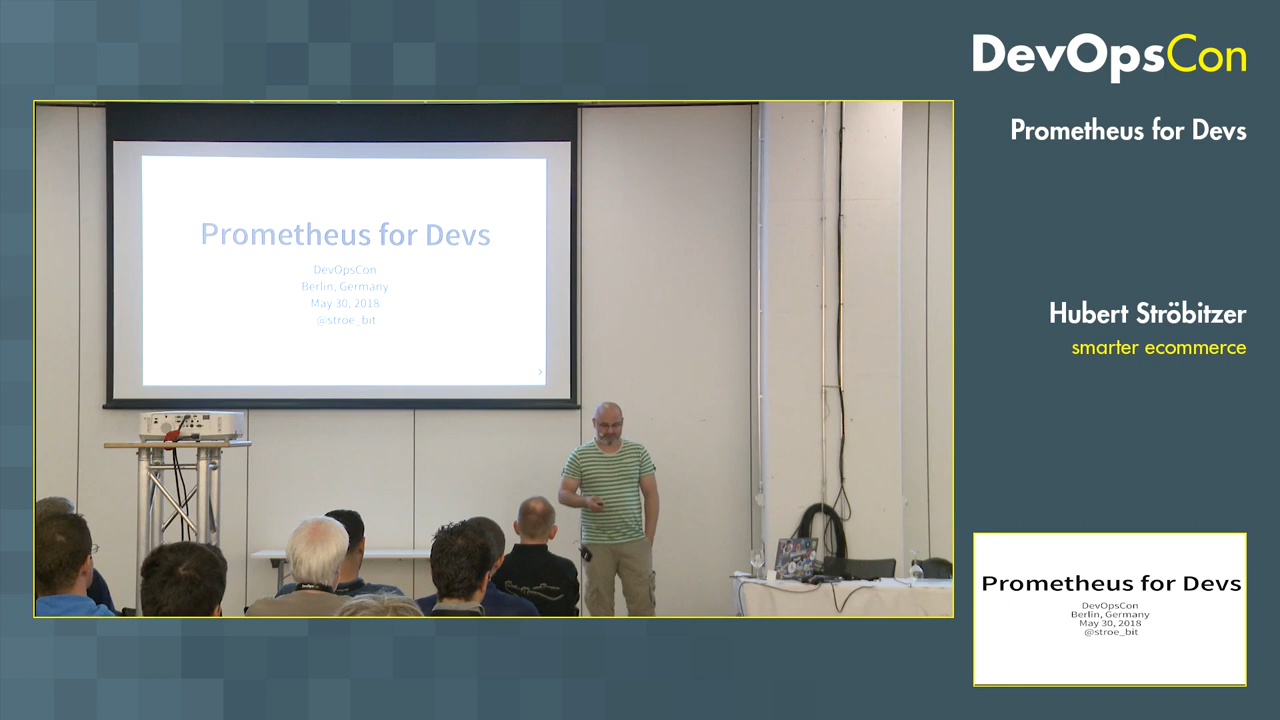 DevOpsCon
Prometheus for Devs
Hubert Ströbitzer
smarter ecommerce
Prometheus for Devs
DevOpsCon
Berlin, Germany
May 30, 2018
@stroe_bit
Prometheus for Devs
DevOpsCon
Berlin, Germany
May 30, 2018
@stroe_bit